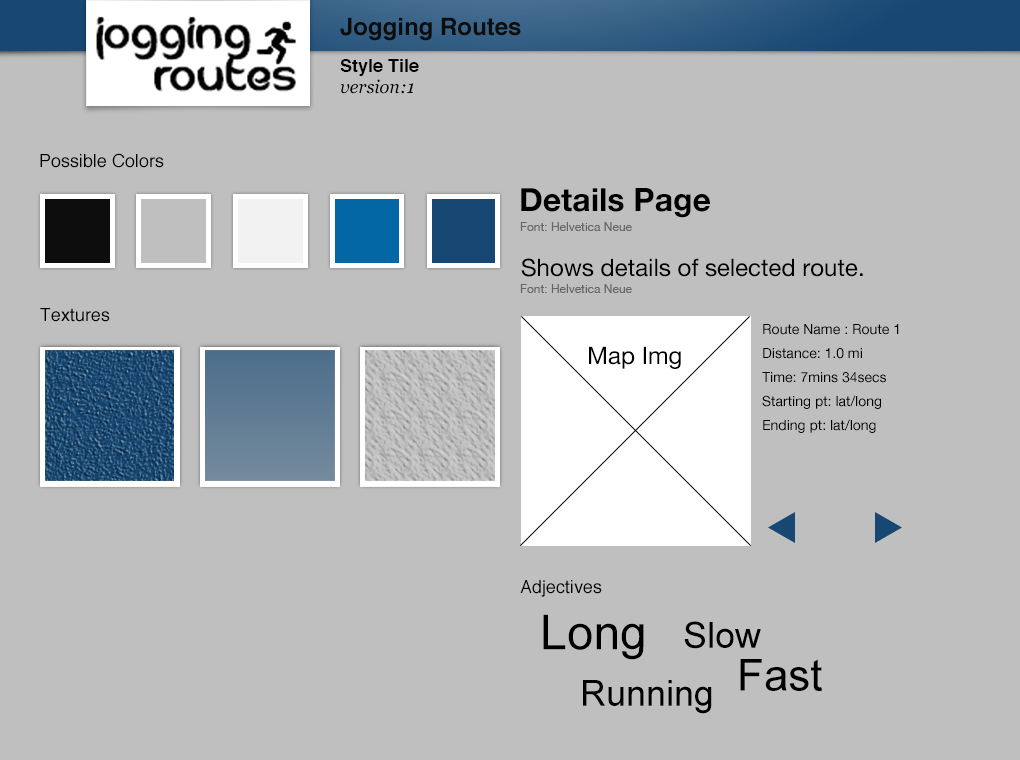 jogging
routes
Jogging Routes
Style Tile
version:1
Possible Colors
Textures
Details Page
Font: Helvetica Neue
Shows details of selected route.
Font: Helvetica Neue
Map Img
Route Name : Route 1
Distance: 1.0 mi
Time: 7mins 34secs
Starting pt: lat/long
Ending pt: lat/long
Adjectives
Long
Slow
Fast
Running